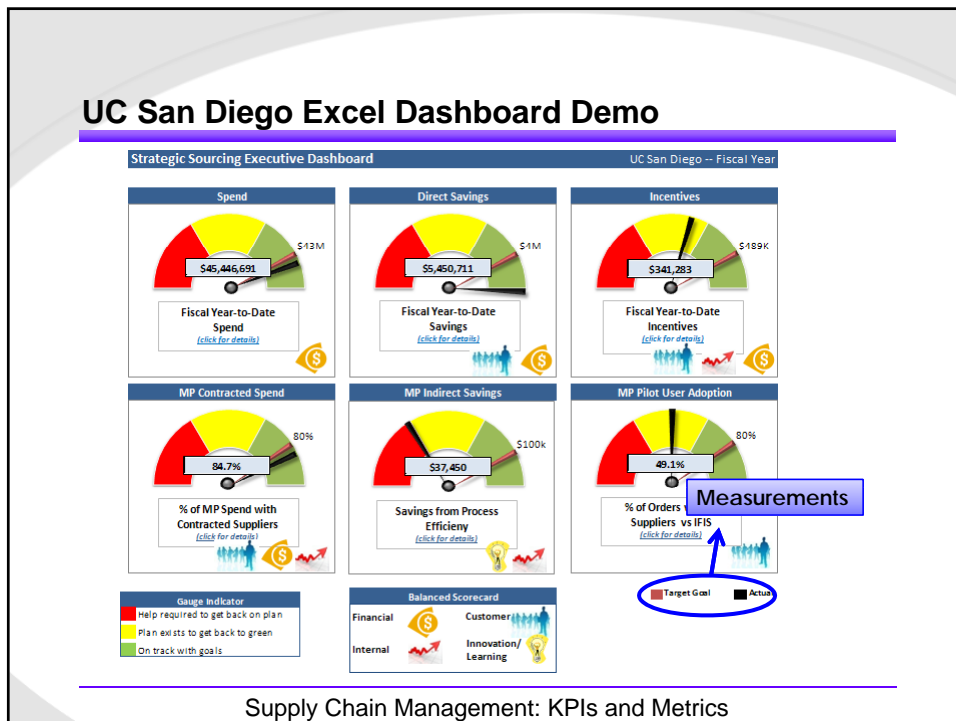 UC San Diego Excel Dashboard Demo
Strategic Sourcing Executive Dashboard
UC San Diego -- Fiscal Year
Spend
$43M
$45,446,691
Fiscal Year-to-Date
Spend
(click for details)
Direct Savings
$4M
$5,450,711
Fiscal Year-to-Date
Savings
(click for details)
Incentives
$489K
$341,283
Fiscal Year-to-Date
Incentives
(click for details)
MP Contracted Spend
80%
84.7%
% of MP Spend with
Contracted Suppliers
(click for details)
MP Indirect Savings
$100k
$37,450
Savings from Process
Efficieny
(click for details)
MP Pilot User Adoption
80%
49.1%
% of Orders
Suppliers vs IFIS
(click for details)
Measurements
Target Goal
Actua
Gauge Indicator
Help required to get back on plan
Plan exists to get back to green
On track with goals
Balanced Scorecard
Financial
Customer
Internal
Innovation/
Learning
Supply Chain Management: KPIs and Metrics